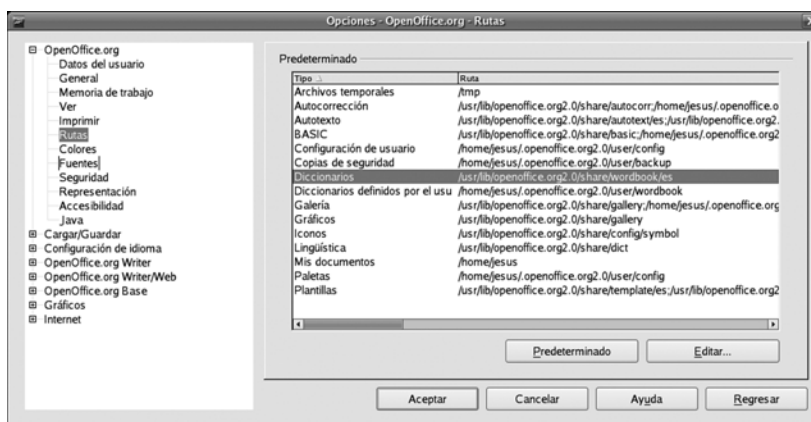 Opciones - OpenOffice.org - Rutas
OpenOffice.org
Datos del usuario
General
Memoria de trabajo
Ver
Imprimir
Rutas
Colores
Fuentes
Seguridad
Representación
Accesibilidad
Java
Cargar/Guardar
Configuración de idioma
OpenOffice.org Writer
OpenOffice.org Writer/Web
OpenOffice.org Base
Gráficos
Internet
Predeterminado
Tipo Ruta
Archivos temporales /tmp
Autocorrección /usr/lib/openoffice.org2.0/share/autocorr;/home/jesus/.openoffice.o
Autotexto /usr/lib/openoffice.org2.0/share/autotext/es;/usr/lib/openoffice.org2.
BASIC /usr/lib/openoffice.org2.0/share/basic;/home/jesus/.openoffice.org2
Configuración de usuario /home/jesus/.openoffice.org2.0/user/config
Copias de seguridad /home/jesus/.openoffice.org2.0/user/backup
Diccionarios /usr/lib/openoffice.org2.0/share/wordbook/es
Diccionarios definidos por el usu /home/jesus/.openoffice.org2.0/user/wordbook
Galería /usr/lib/openoffice.org2.0/share/gallery;/home/jesus/.openoffice.org
Gráficos /usr/lib/openoffice.org2.0/share/gallery
Iconos /usr/lib/openoffice.org2.0/share/config/symbol
Lingüística /usr/lib/openoffice.org2.0/share/dict
Mis documentos /home/jesus
Paletas /home/jesus/.openoffice.org2.0/user/config
Plantillas /usr/lib/openoffice.org2.0/share/template/es;/usr/lib/openoffice.org2
Predeterminado Editar...
Aceptar Cancelar Ayuda Regresar